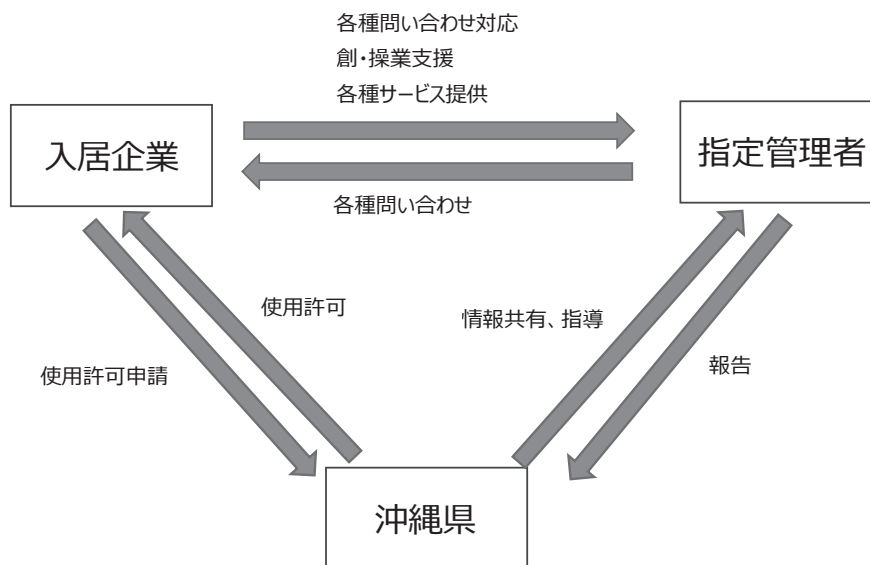 各種問い合わせ対応
創・操業支援
各種サービス提供
入居企業
指定管理者
各種問い合わせ
使用許可
情報共有、指導
使用許可申請
報告
沖縄県